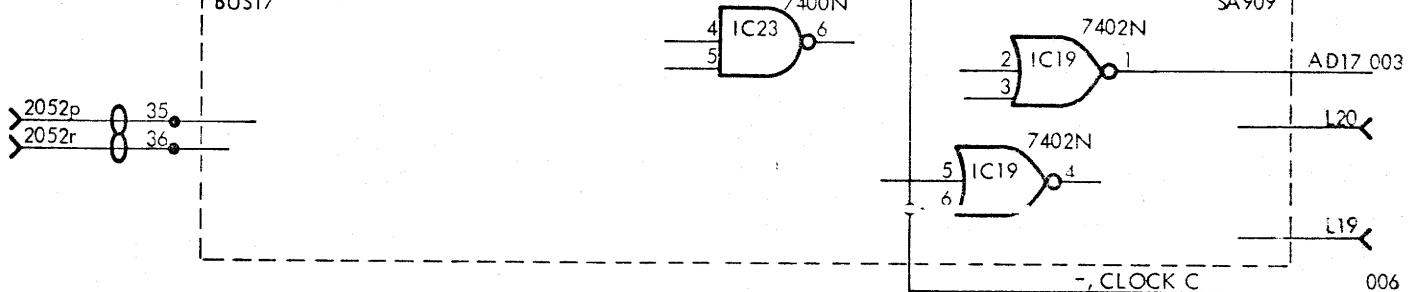 BUS17
7400N
SA909
4
IC23
6
5
7402N
2
IC19
1
AD17 003
3
2052p
35
L20
2052r
36
7402N
5
IC19
4
6
L19
-, CLOCK C
006